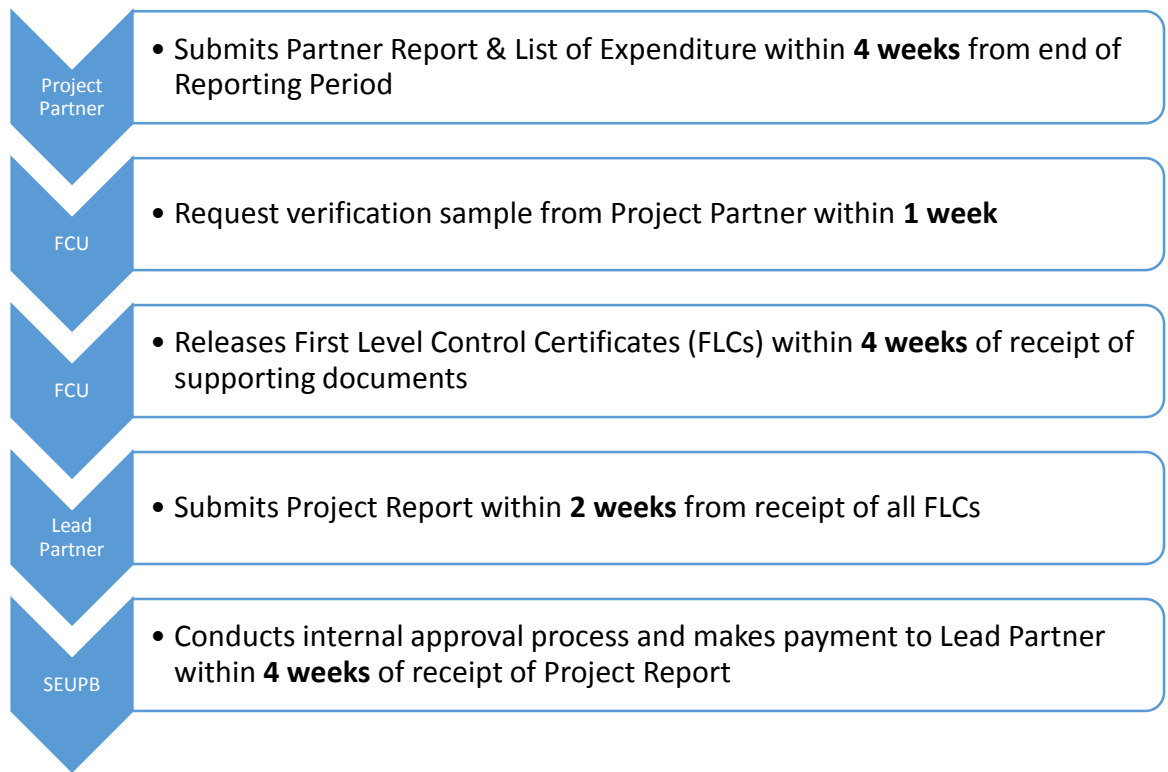 Project
Partner
• Submits Partner Report & List of Expenditure within 4 weeks from end of
Reporting Period
FCU
• Request verification sample from Project Partner within 1 week
FCU
• Releases First Level Control Certificates (FLCs) within 4 weeks of receipt of
supporting documents
Lead
Partner
• Submits Project Report within 2 weeks from receipt of all FLCs
SEUPB
• Conducts internal approval process and makes payment to Lead Partner
within 4 weeks of receipt of Project Report